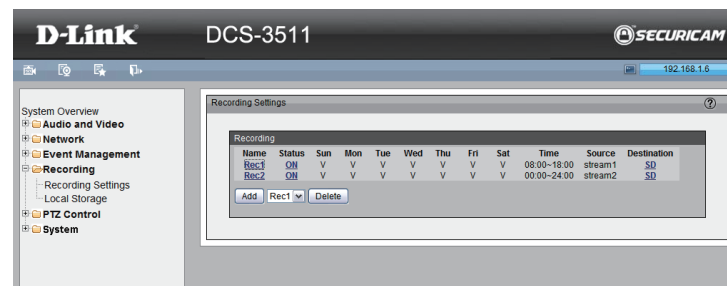 D-Link
DCS-3511
SECURICAM
192.168.1.6
System Overview
Audio and Video
Network
Event Management
Recording
Recording Settings
Local Storage
PTZ Control
System
Recording Settings
Recording
Name Status Sun Mon Tue Wed Thu Fri Sat Time Source Destination
Rec1 ON V V V V V V V 08:00~18:00 stream1 SD
Rec2 ON V V V V V V V 00:00~24:00 stream2 SD
Add Rec1 Delete